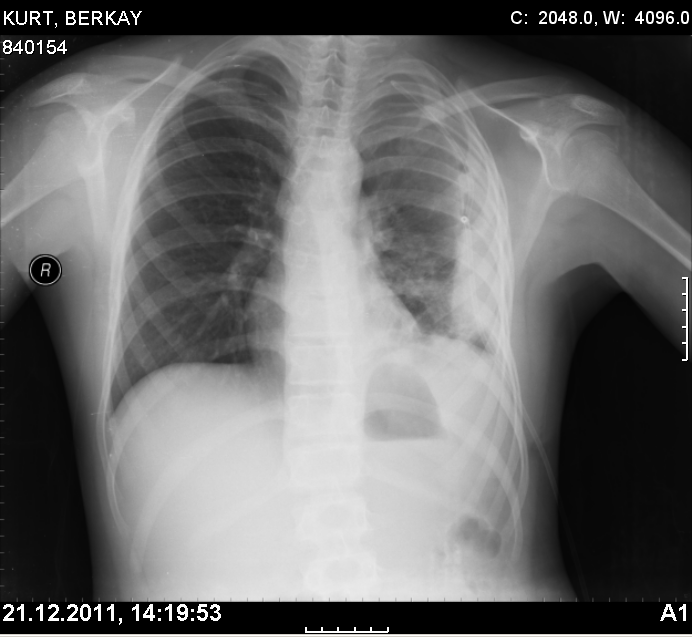 KURT, BERKAY
C: 2048.0, W: 4096.0
840154
R
21.12.2011, 14:19:53
A1